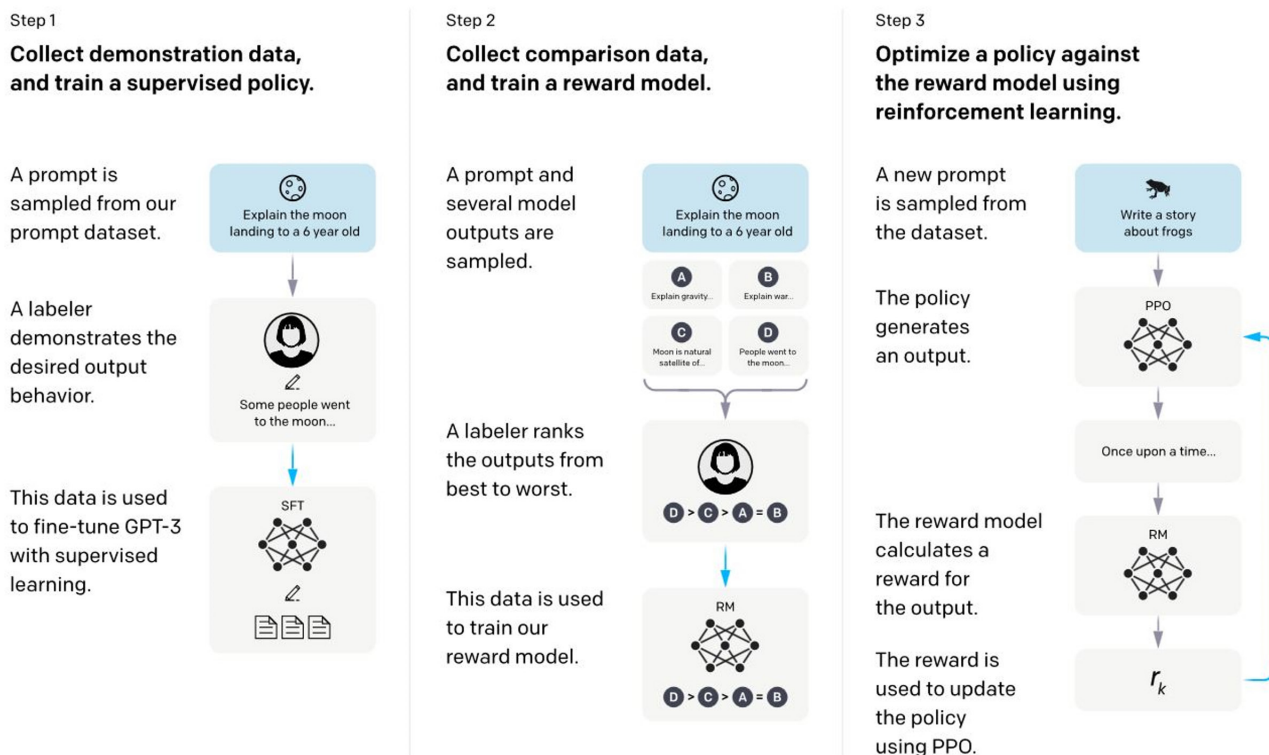 Step 1
Collect demonstration data,
and train a supervised policy.
A prompt is
sampled from our
prompt dataset.
Explain the moon
landing to a 6 year old
A labeler
demonstrates the
desired output
behavior.
Some people went
to the moon...
This data is used
to fine-tune GPT-3
with supervised
learning.
SFT
Step 2
Collect comparison data,
and train a reward model.
A prompt and
several model
outputs are
sampled.
Explain the moon
landing to a 6 year old
A
Explain gravity...
B
Explain war...
C
Moon is natural
satellite of...
D
People went to
the moon...
A labeler ranks
the outputs from
best to worst.
D > C > A = B
This data is used
to train our
reward model.
RM
D > C > A = B
Step 3
Optimize a policy against
the reward model using
reinforcement learning.
A new prompt
is sampled from
the dataset.
Write a story
about frogs
The policy
generates
an output.
PPO
Once upon a time...
The reward model
calculates a
reward for
the output.
RM
The reward is
used to update
the policy
using PPO.
r_k